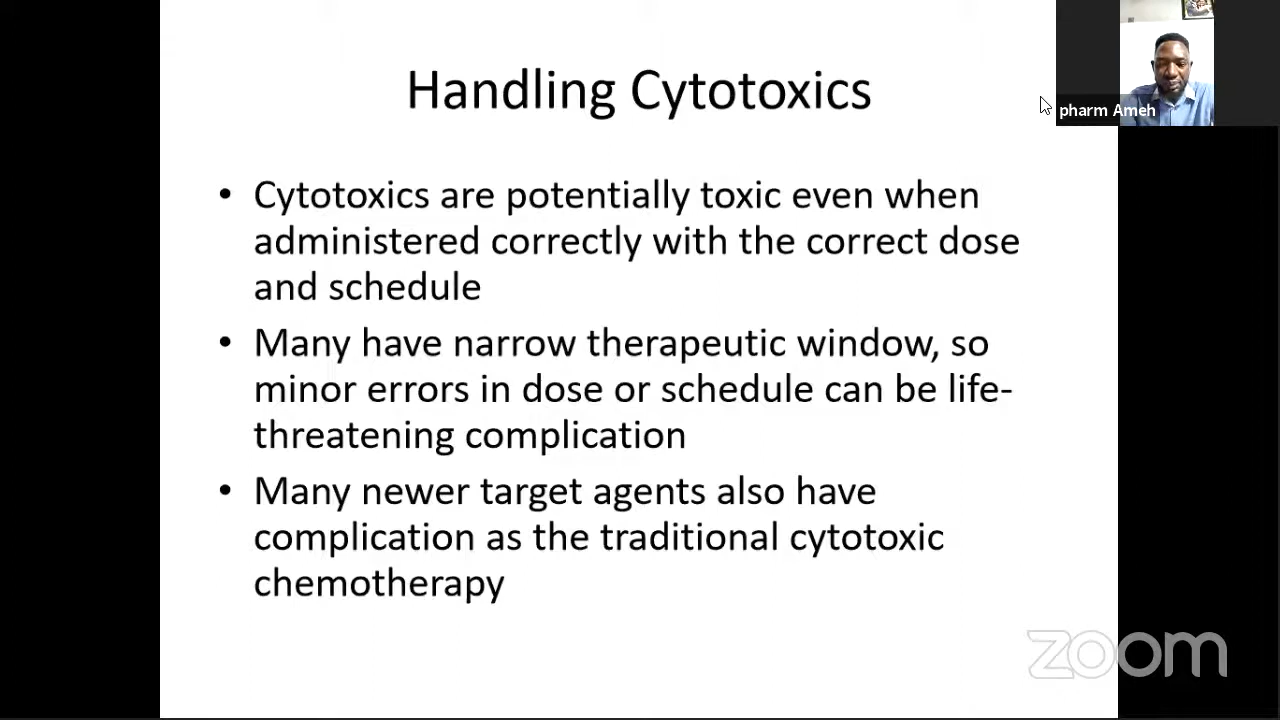 Handling Cytotoxics
pharm Ameh
• Cytotoxics are potentially toxic even when
administered correctly with the correct dose
and schedule
• Many have narrow therapeutic window, so
minor errors in dose or schedule can be life-
threatening complication
• Many newer target agents also have
complication as the traditional cytotoxic
chemotherapy
zoom